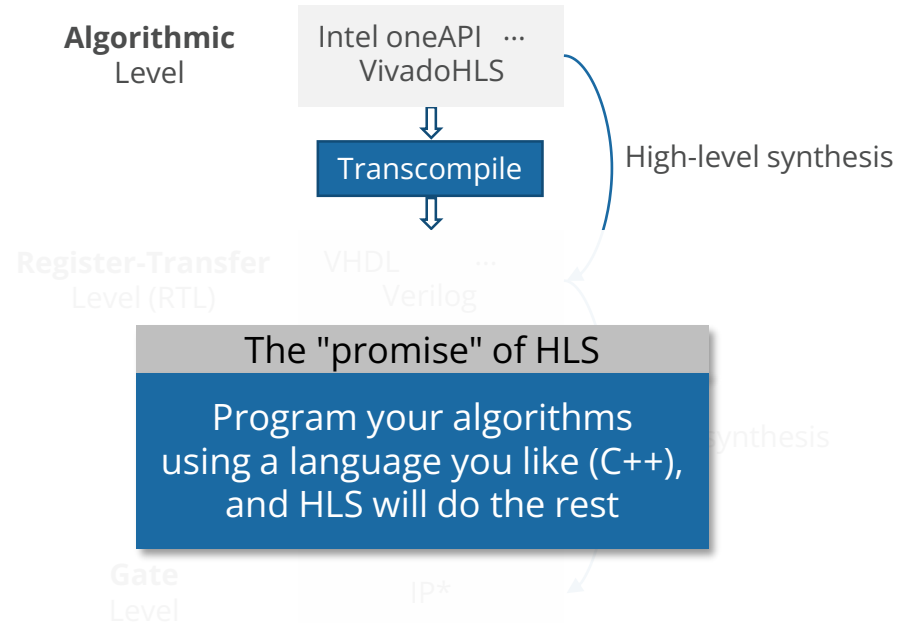 Algorithmic
Level
Intel oneAPI ...
VivadoHLS
Transcompile
High-level synthesis
Register-Transfer
Level (RTL)
VHDL ...
Verilog
The "promise" of HLS
Program your algorithms
using a language you like (C++),
and HLS will do the rest
synthesis
Gate
Level
IP*